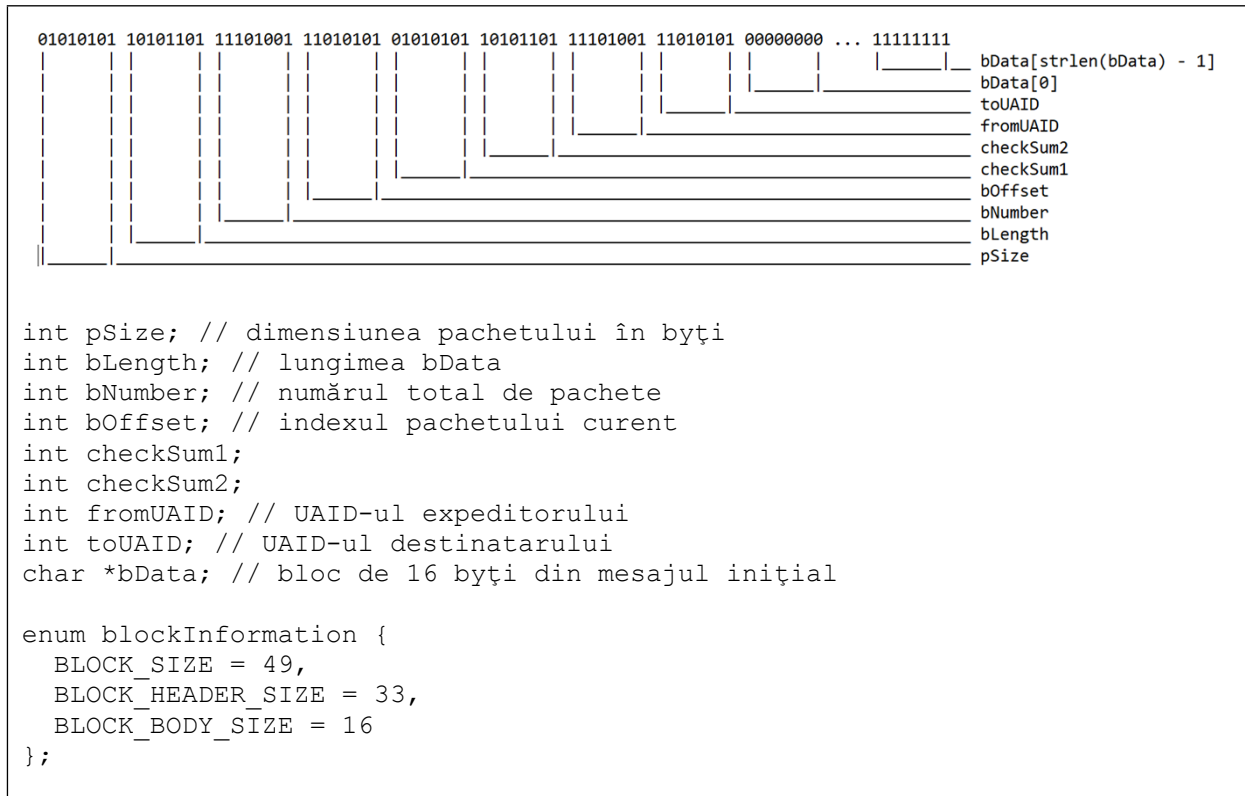 01010101 10101101 11101001 11010101 01010101 10101101 11101001 11010101 00000000 ... 11111111
bData[strlen(bData) - 1]
bData[0]
toUAID
fromUAID
checkSum2
checkSum1
bOffset
bNumber
bLength
pSize
int pSize; // dimensiunea pachetului în byţi
int bLength; // lungimea bData
int bNumber; // numărul total de pachete
int bOffset; // indexul pachetului curent
int checkSum1;
int checkSum2;
int fromUAID; // UAID-ul expeditorului
int toUAID; // UAID-ul destinatarului
char *bData; // bloc de 16 byţi din mesajul iniţial
enum blockInformation {
BLOCK_SIZE = 49,
BLOCK_HEADER_SIZE = 33,
BLOCK_BODY_SIZE = 16
};